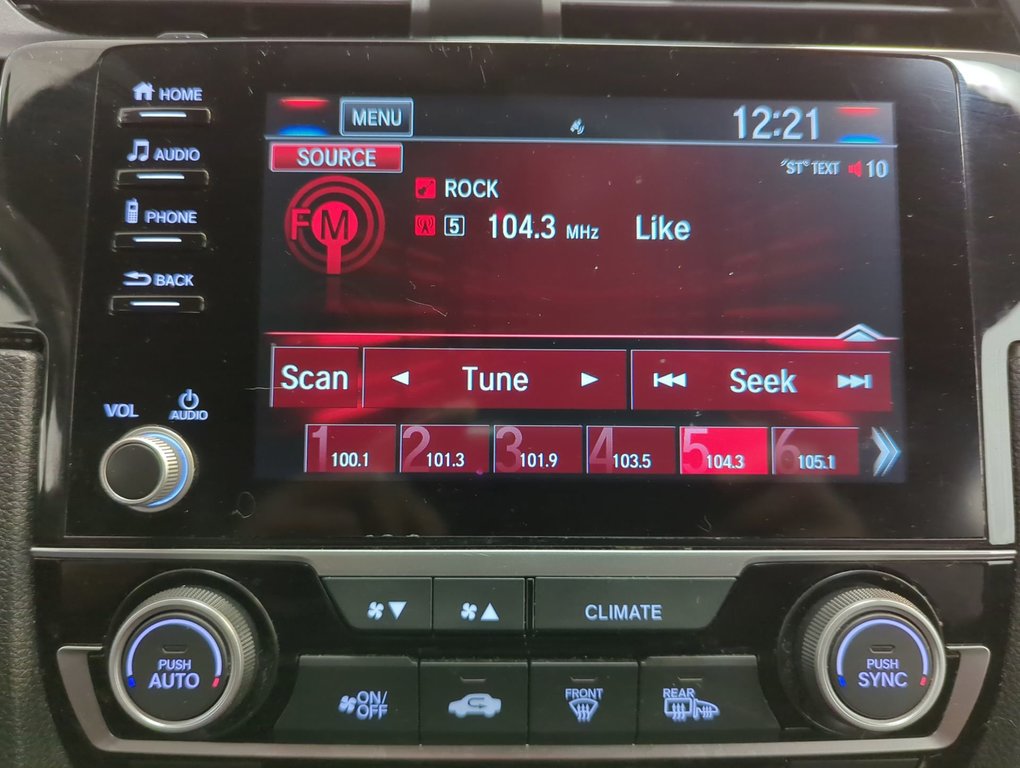 HOME
MENU
12:21
AUDIO
SOURCE
"ST" TEXT 10
ROCK
PHONE
FM
5 104.3 MHz Like
BACK
Scan Tune Seek
VOL AUDIO
1 100.1 2 101.3 3 101.9 4 103.5 5 104.3 6 105.1
CLIMATE
PUSH AUTO
PUSH SYNC
ON/OFF
FRONT
REAR